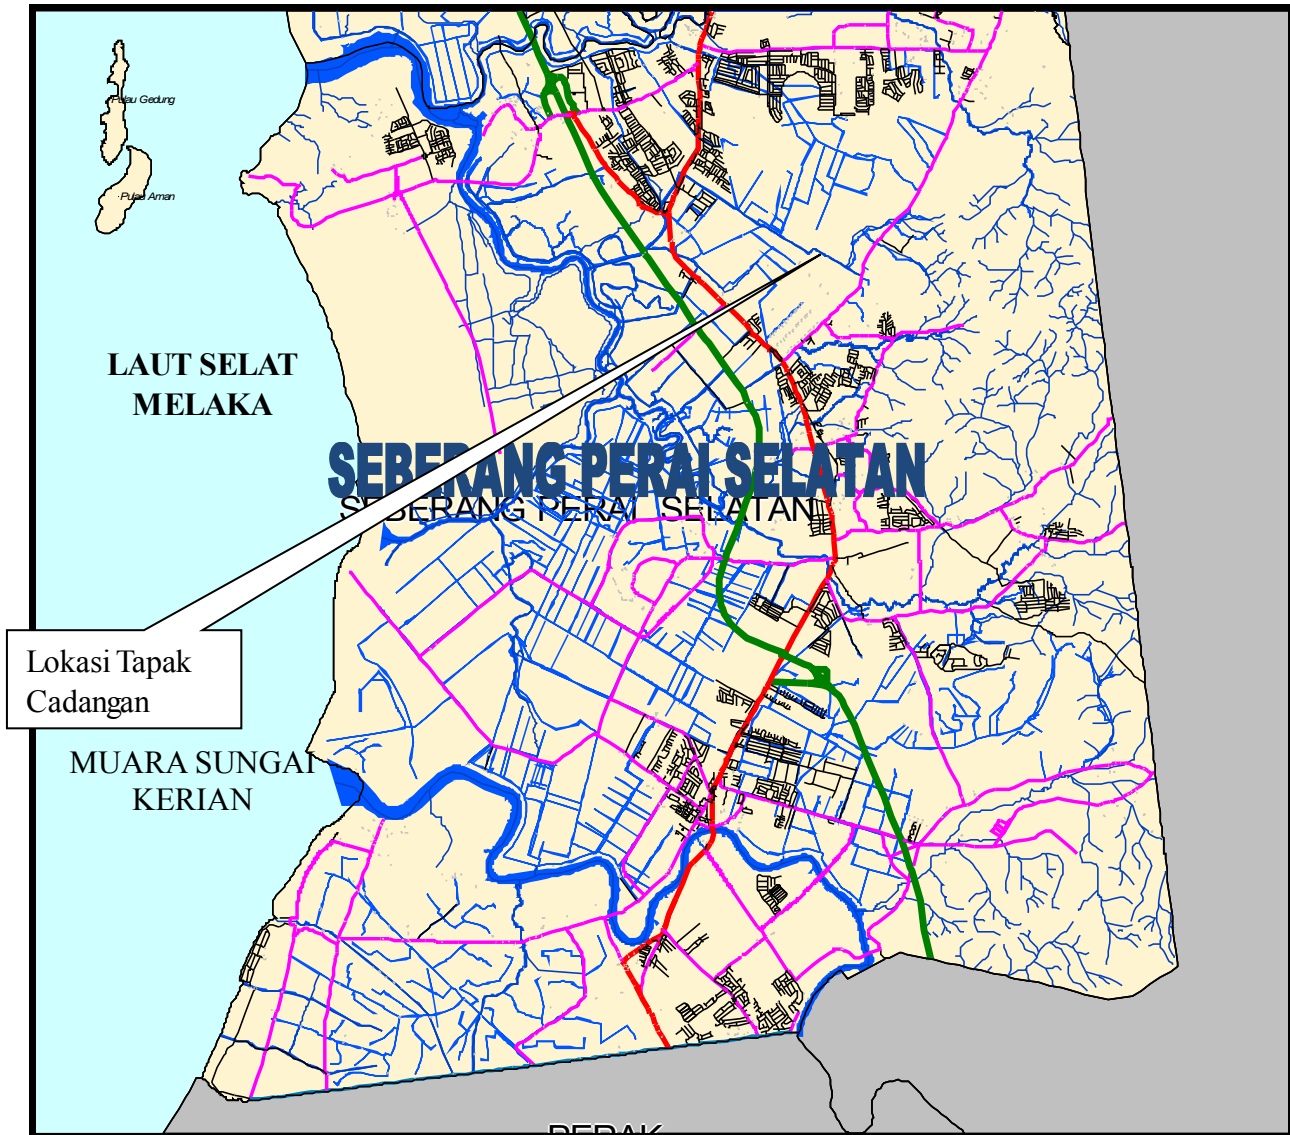 Pulau Gedung
Pulau Aman
LAUT SELAT
MELAKA
SEBERANG PERAI SELATAN
SEBERANG PERAI SELATAN
Lokasi Tapak
Cadangan
MUARA SUNGAI
KERIAN
PERAK